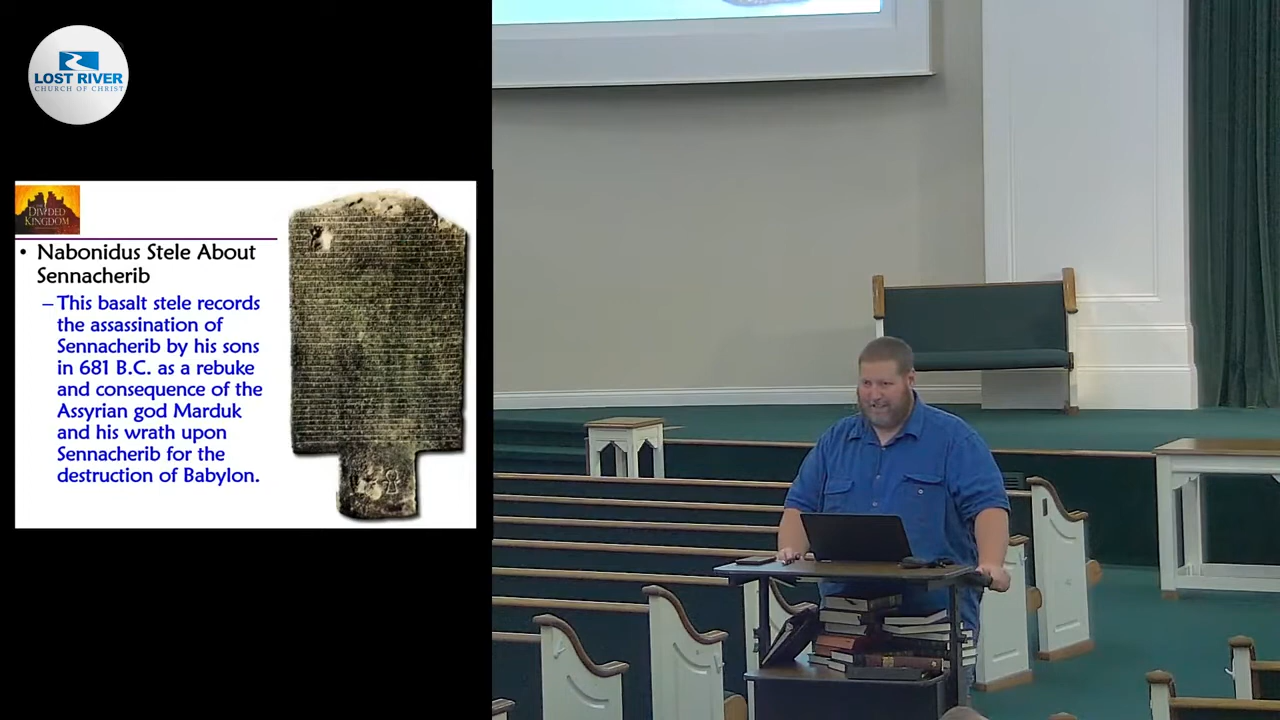 LOST RIVER
CHURCH OF CHRIST
THE
DIVIDED
KINGDOM
• Nabonidus Stele About
Sennacherib
– This basalt stele records
the assassination of
Sennacherib by his sons
in 681 B.C. as a rebuke
and consequence of the
Assyrian god Marduk
and his wrath upon
Sennacherib for the
destruction of Babylon.